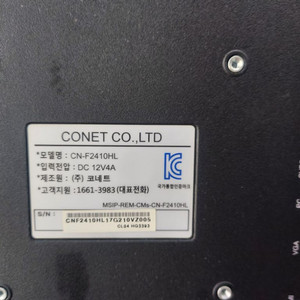 CONET CO.,LTD
*모델명 : CN-F2410HL
*입력전압 : DC 12V4A
*제조원 : (주) 코네트
*고객지원 : 1661-3983 (대표전화)
국가통합인증마크
MSIP-REM-CMs-CN-F2410HL
S/N :
CNF2410HL17G210VZ005
VGA